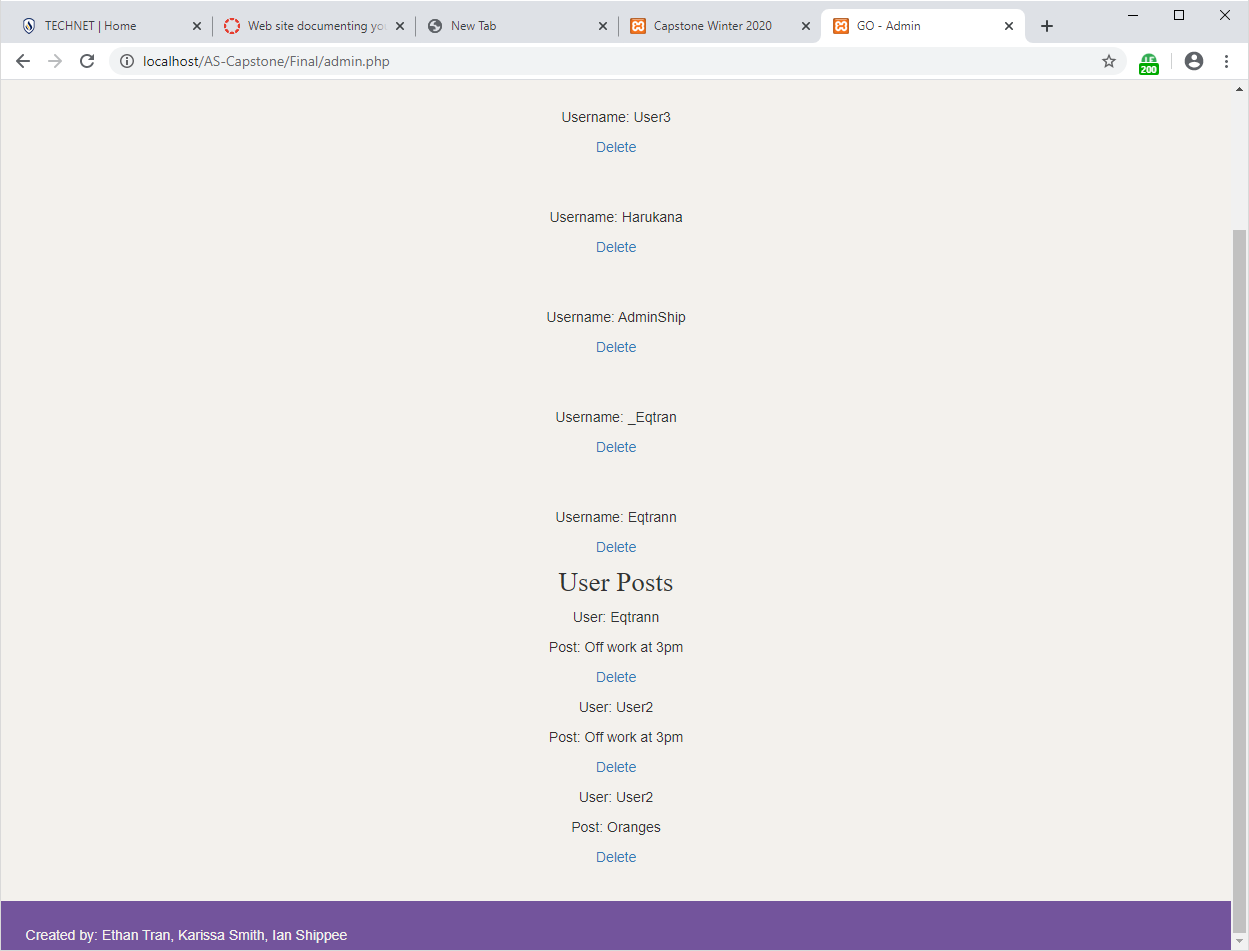 TECHNET | Home
Web site documenting you
New Tab
Capstone Winter 2020
GO - Admin
localhost/AS-Capstone/Final/admin.php
200
Username: User3
Delete
Username: Harukana
Delete
Username: AdminShip
Delete
Username: _Eqtran
Delete
Username: Eqtrann
Delete
User Posts
User: Eqtrann
Post: Off work at 3pm
Delete
User: User2
Post: Off work at 3pm
Delete
User: User2
Post: Oranges
Delete
Created by: Ethan Tran, Karissa Smith, Ian Shippee